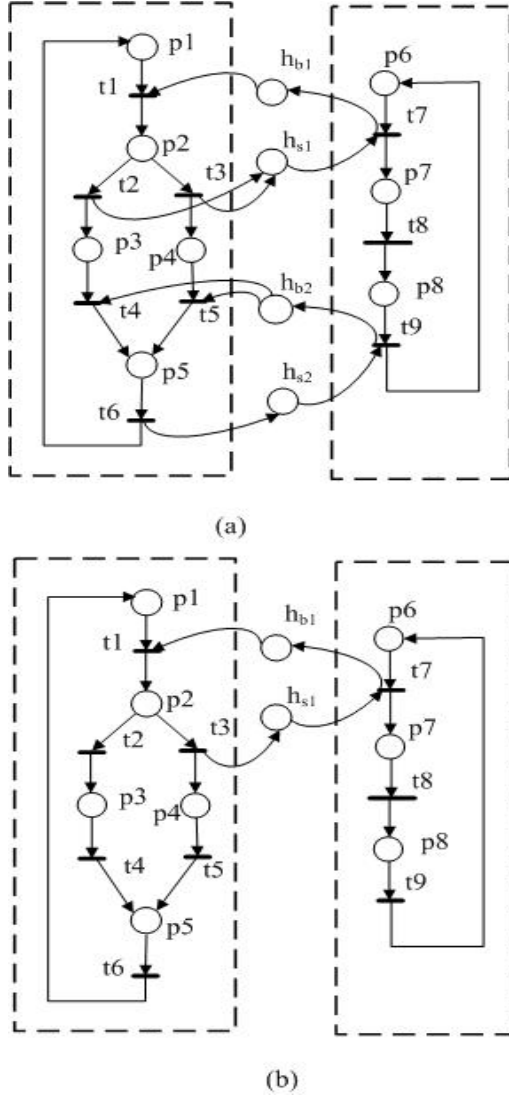 p1
h_b1
p6
t1
t7
p2
h_s1
t2
t3
p7
t8
p3
p4
h_b2
p8
t4
t5
t9
p5
h_s2
t6
(a)
p1
p6
h_b1
t1
t7
p2
h_s1
t2
t3
p7
t8
p3
p4
p8
t4
t5
t9
p5
t6
(b)